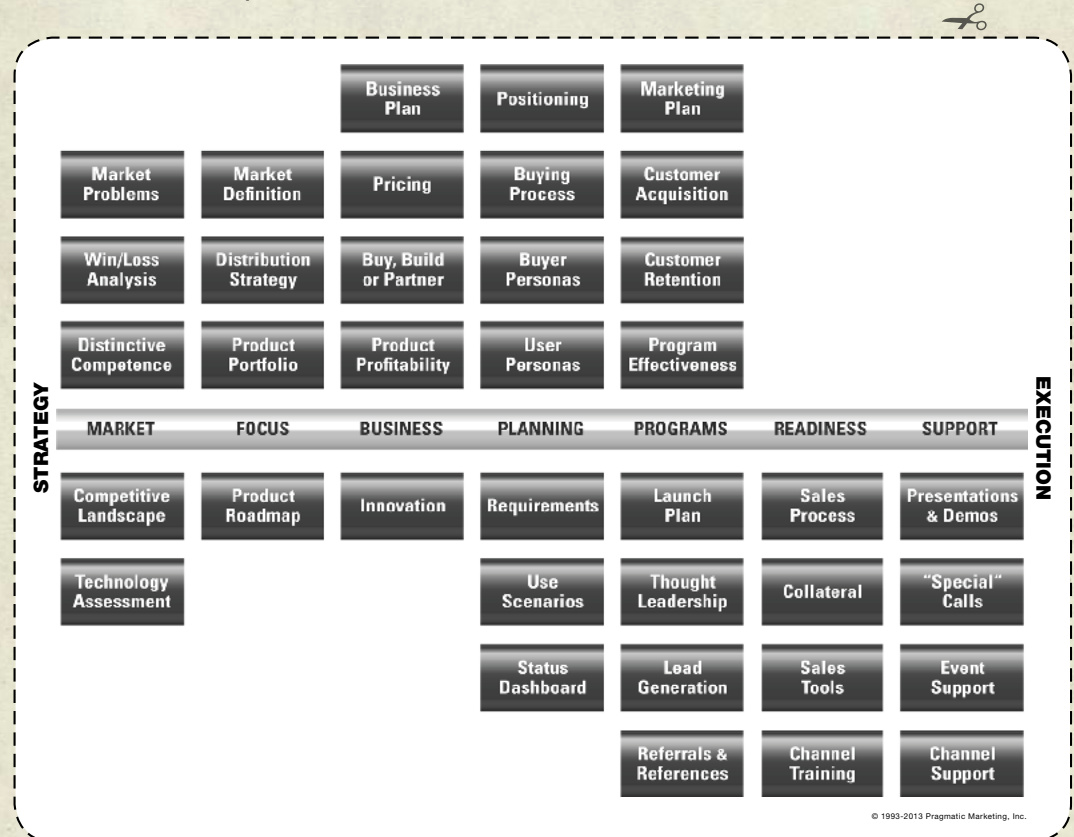 Business
Plan
Positioning
Marketing
Plan
Market
Problems
Market
Definition
Pricing
Buying
Process
Customer
Acquisition
Win/Loss
Analysis
Distribution
Strategy
Buy, Build
or Partner
Buyer
Personas
Customer
Retention
Distinctive
Competence
Product
Portfolio
Product
Profitability
User
Personas
Program
Effectiveness
STRATEGY
MARKET
FOCUS
BUSINESS
PLANNING
PROGRAMS
READINESS
SUPPORT
EXECUTION
Competitive
Landscape
Product
Roadmap
Innovation
Requirements
Launch
Plan
Sales
Process
Presentations
& Demos
Technology
Assessment
Use
Scenarios
Thought
Leadership
Collateral
"Special"
Calls
Status
Dashboard
Lead
Generation
Sales
Tools
Event
Support
Referrals &
References
Channel
Training
Channel
Support
© 1993-2013 Pragmatic Marketing, Inc.